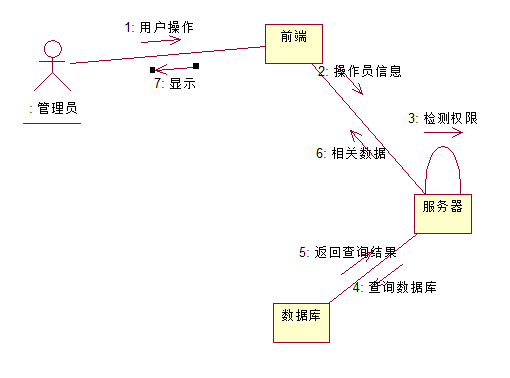 1: 用户操作
前端
7: 显示
: 管理员
2: 操作员信息
3: 检测权限
6: 相关数据
服务器
5: 返回查询结果
4: 查询数据库
数据库